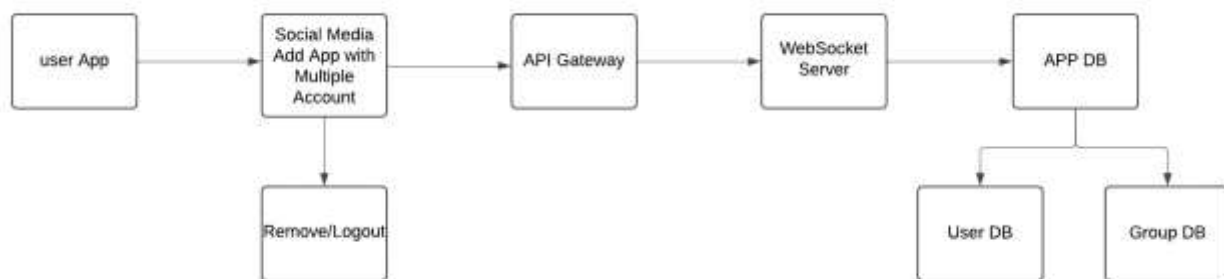 user App
Social Media
Add App with
Multiple
Account
API Gateway
WebSocket
Server
APP DB
Remove/Logout
User DB
Group DB